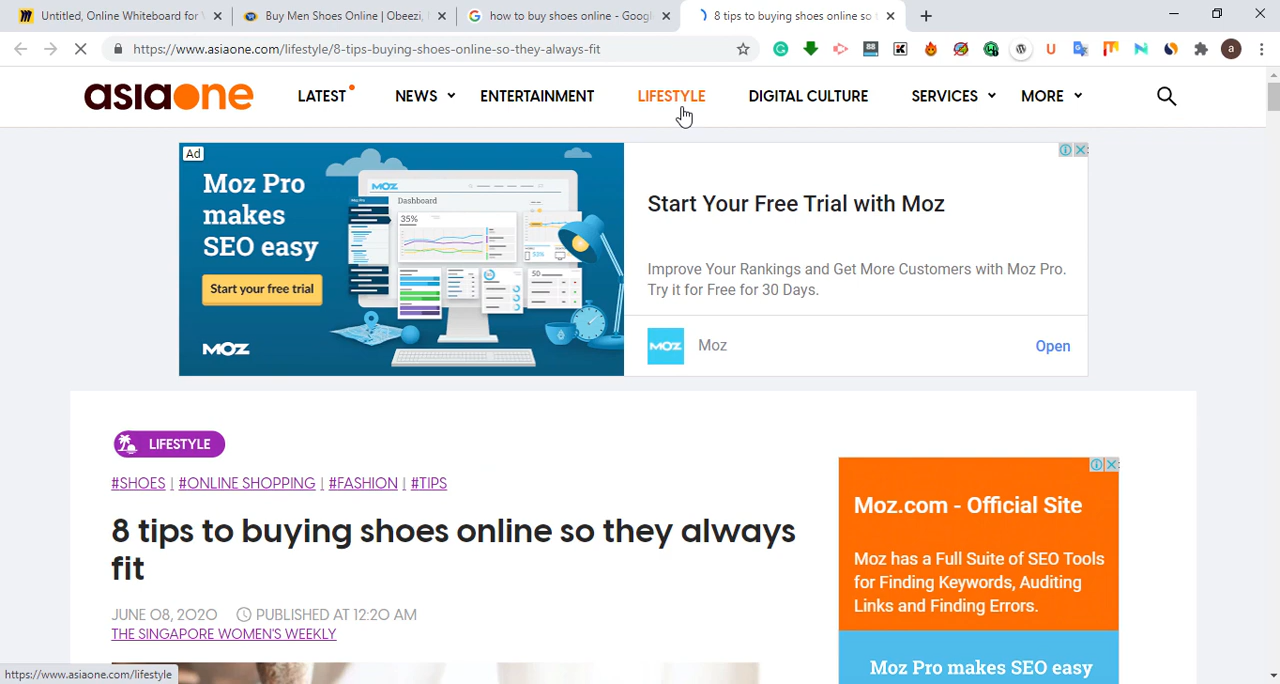 Untitled, Online Whiteboard for
Buy Men Shoes Online | Obeezi,
how to buy shoes online - Googl
8 tips to buying shoes online so
a
https://www.asiaone.com/lifestyle/8-tips-buying-shoes-online-so-they-always-fit
88
asiaone
LATEST
NEWS
ENTERTAINMENT
LIFESTYLE
DIGITAL CULTURE
SERVICES
MORE
Ad
Moz Pro
makes
SEO easy
Start your free trial
MOZ
MOZ
Dashboard
35%
Start Your Free Trial with Moz
Improve Your Rankings and Get More Customers with Moz Pro.
Try it for Free for 30 Days.
MOZ
Moz
Open
LIFESTYLE
#SHOES | #ONLINE SHOPPING | #FASHION | #TIPS
8 tips to buying shoes online so they always
fit
JUNE 08, 2020 PUBLISHED AT 12:20 AM
THE SINGAPORE WOMEN'S WEEKLY
Moz.com - Official Site
Moz has a Full Suite of SEO Tools
for Finding Keywords, Auditing
Links and Finding Errors.
Moz Pro makes SEO easy
https://www.asiaone.com/lifestyle